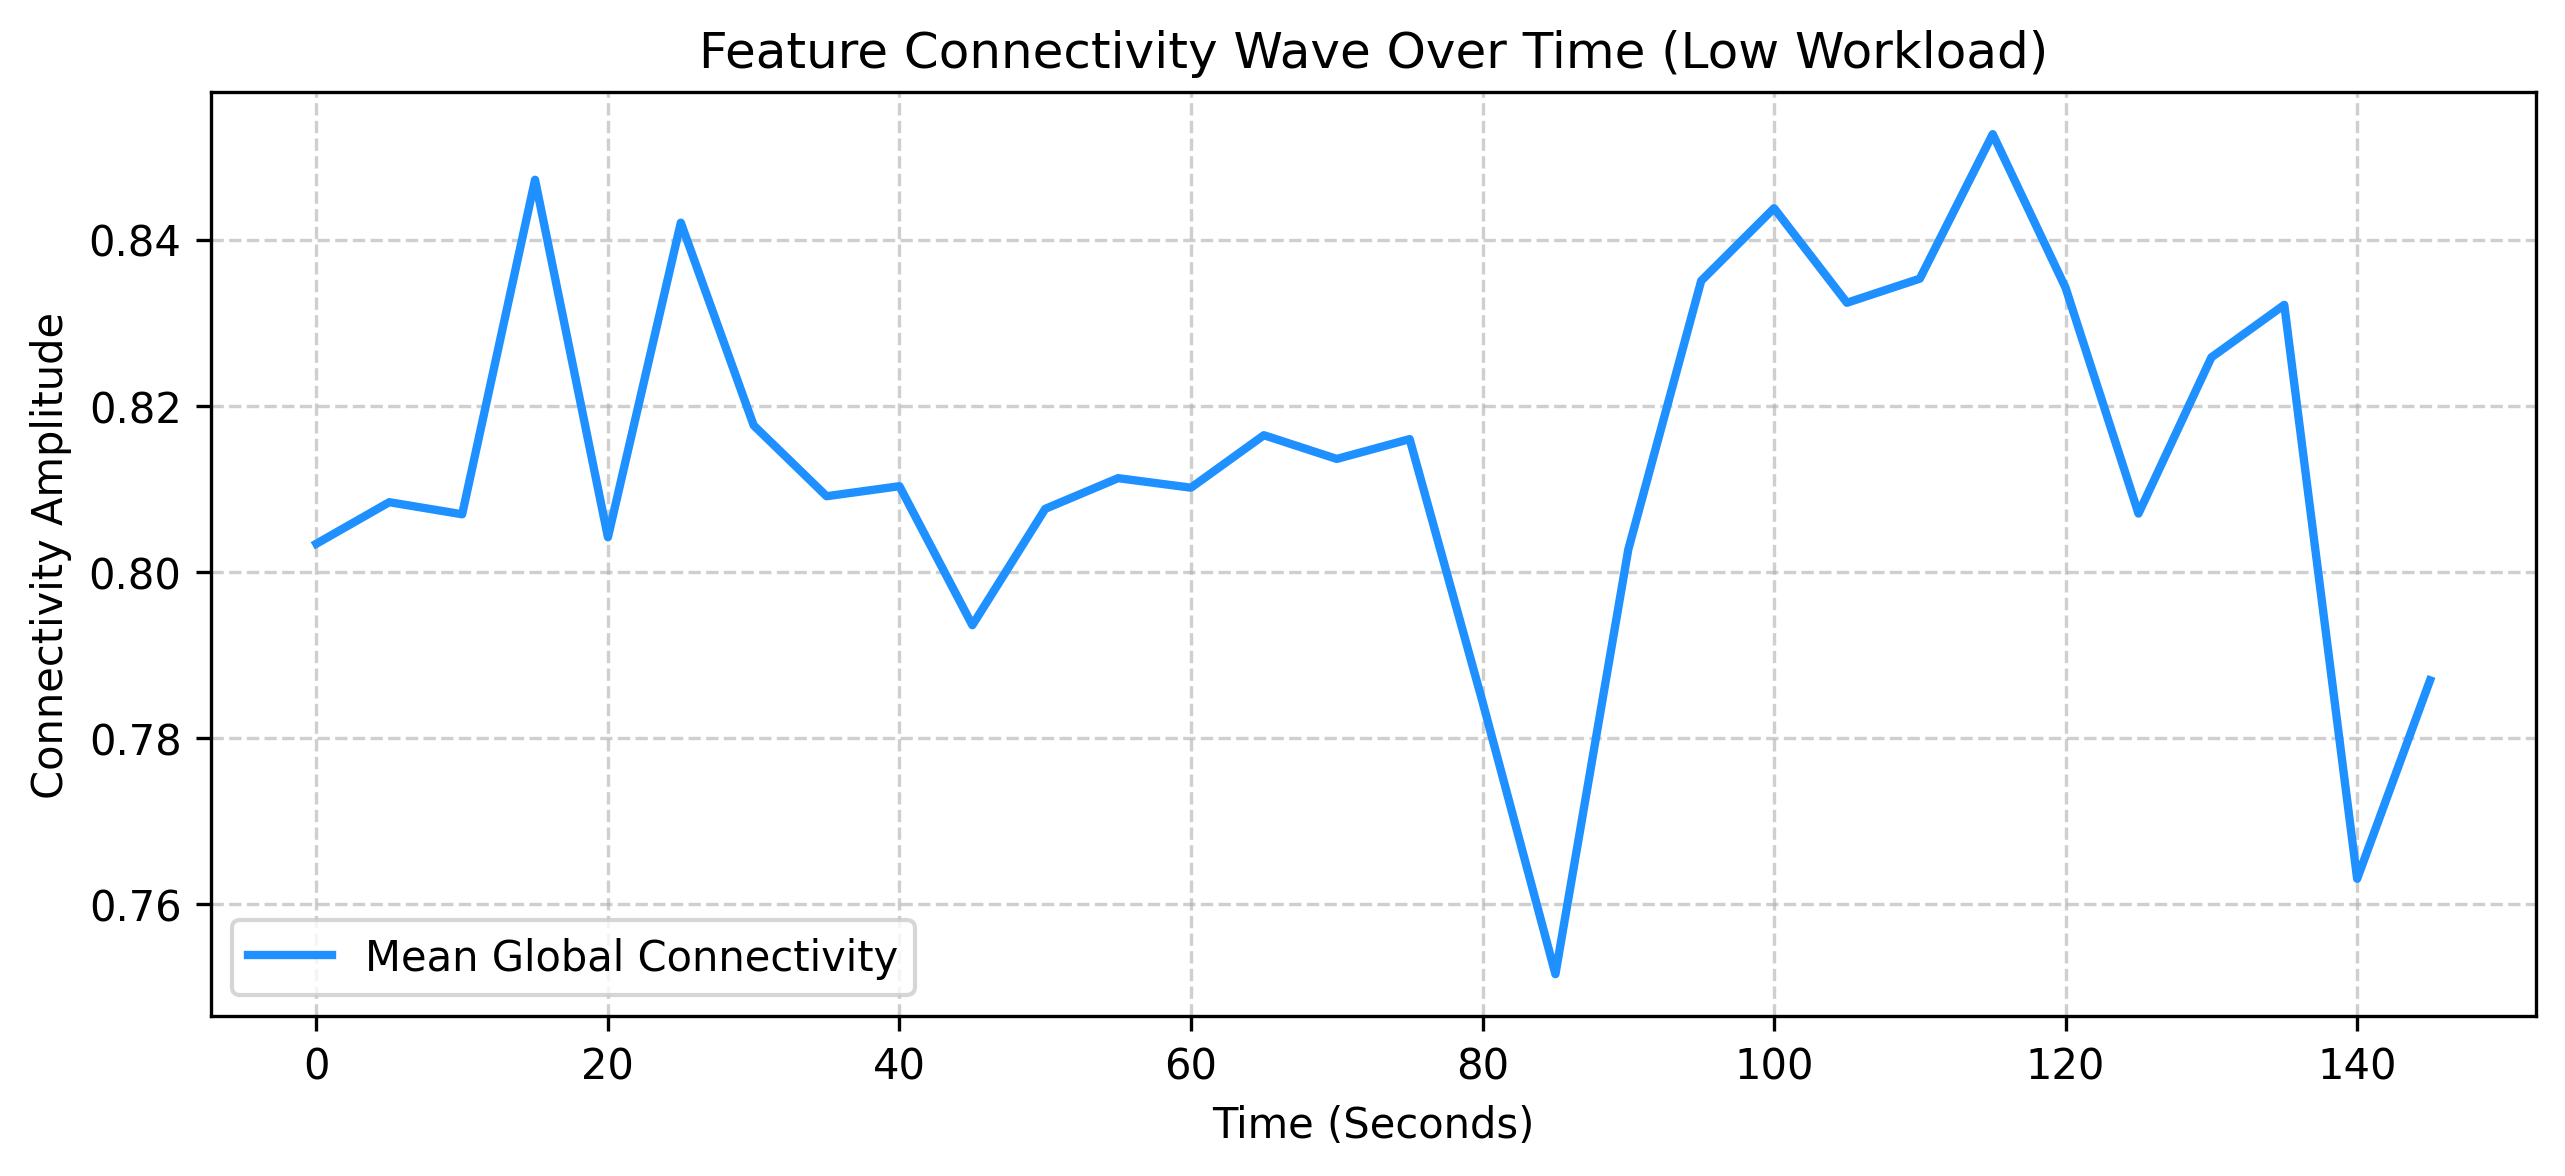 Feature Connectivity Wave Over Time (Low Workload)
Connectivity Amplitude
0.84
0.82
0.80
0.78
0.76
Mean Global Connectivity
0 20 40 60 80 100 120 140
Time (Seconds)